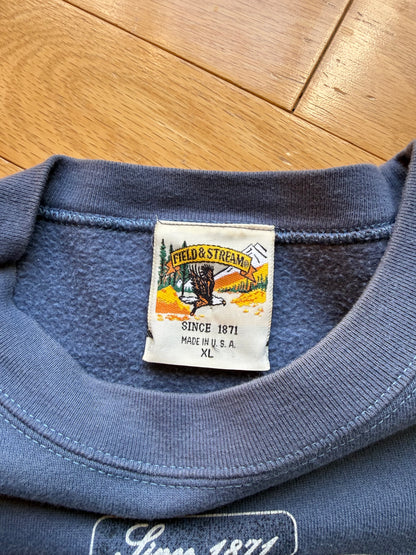 FIELD & STREAM®
SINCE 1871
MADE IN U.S.A.
XL
Since 1871